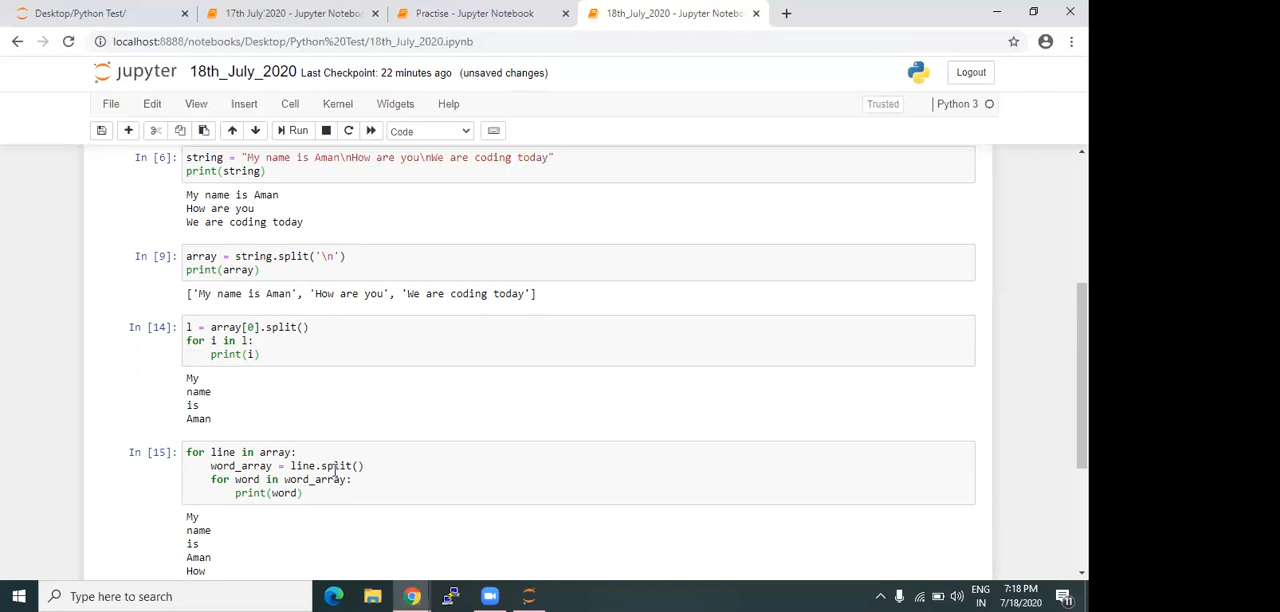 Desktop/Python Test/
17th July'2020 - Jupyter Noteboo
Practise - Jupyter Notebook
18th_July_2020 - Jupyter Notebo
localhost:8888/notebooks/Desktop/Python%20Test/18th_July_2020.ipynb
jupyter 18th_July_2020 Last Checkpoint: 22 minutes ago (unsaved changes)
Logout
File Edit View Insert Cell Kernel Widgets Help
Trusted
Python 3
Run
Code
In [6]: string = "My name is Aman\nHow are you\nWe are coding today"
print(string)
My name is Aman
How are you
We are coding today
In [9]: array = string.split('\n')
print(array)
['My name is Aman', 'How are you', 'We are coding today']
In [14]: l = array[0].split()
for i in l:
print(i)
My
name
is
Aman
In [15]: for line in array:
word_array = line.split()
for word in word_array:
print(word)
My
name
is
Aman
How
Type here to search
ENG
IN
7:18 PM
7/18/2020
11